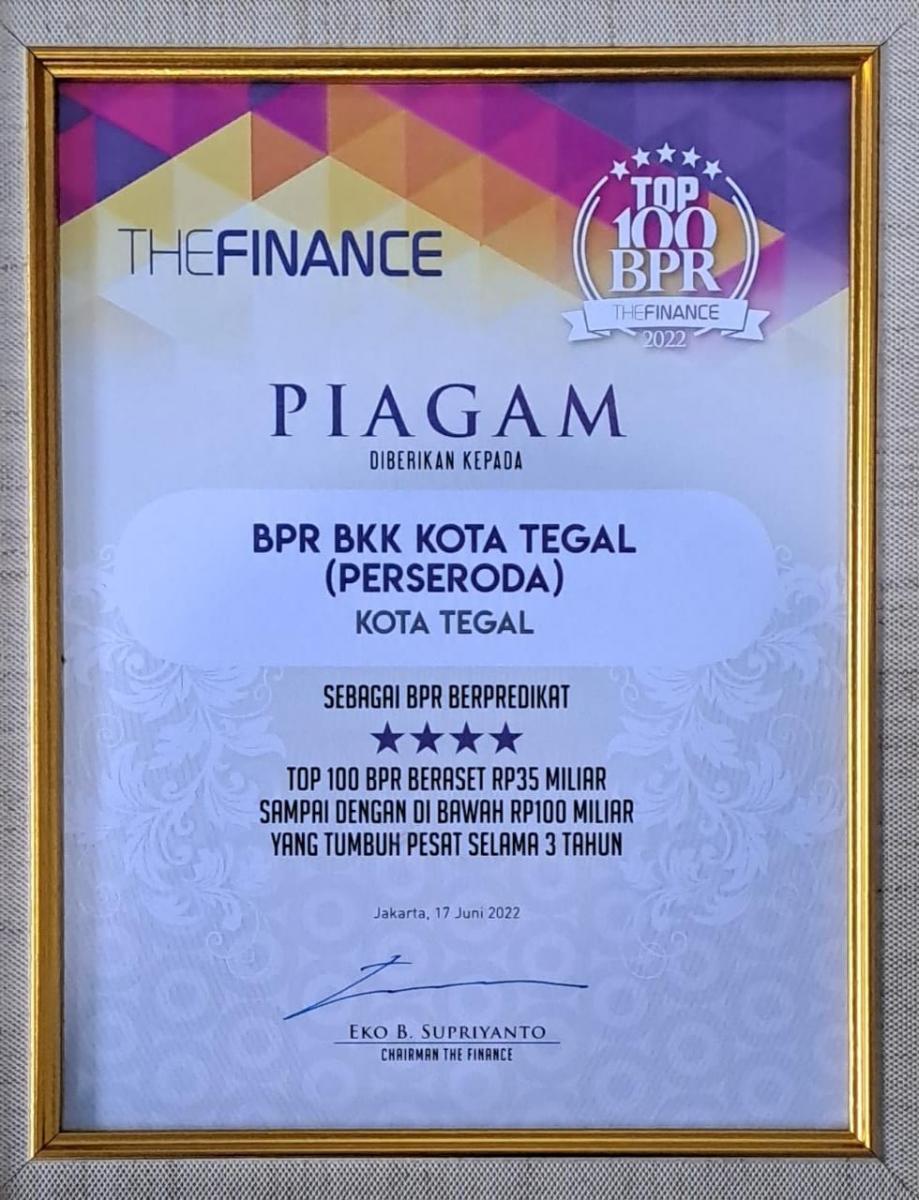 THEFINANCE
TOP
100
BPR
THEFINANCE
2022
PIAGAM
DIBERIKAN KEPADA
BPR BKK KOTA TEGAL
(PERSERODA)
KOTA TEGAL
SEBAGAI BPR BERPREDIKAT
TOP 100 BPR BERASET RP35 MILIAR
SAMPAI DENGAN DI BAWAH RP100 MILIAR
YANG TUMBUH PESAT SELAMA 3 TAHUN
Jakarta, 17 Juni 2022
EKO B. SUPRIYANTO
CHAIRMAN THE FINANCE